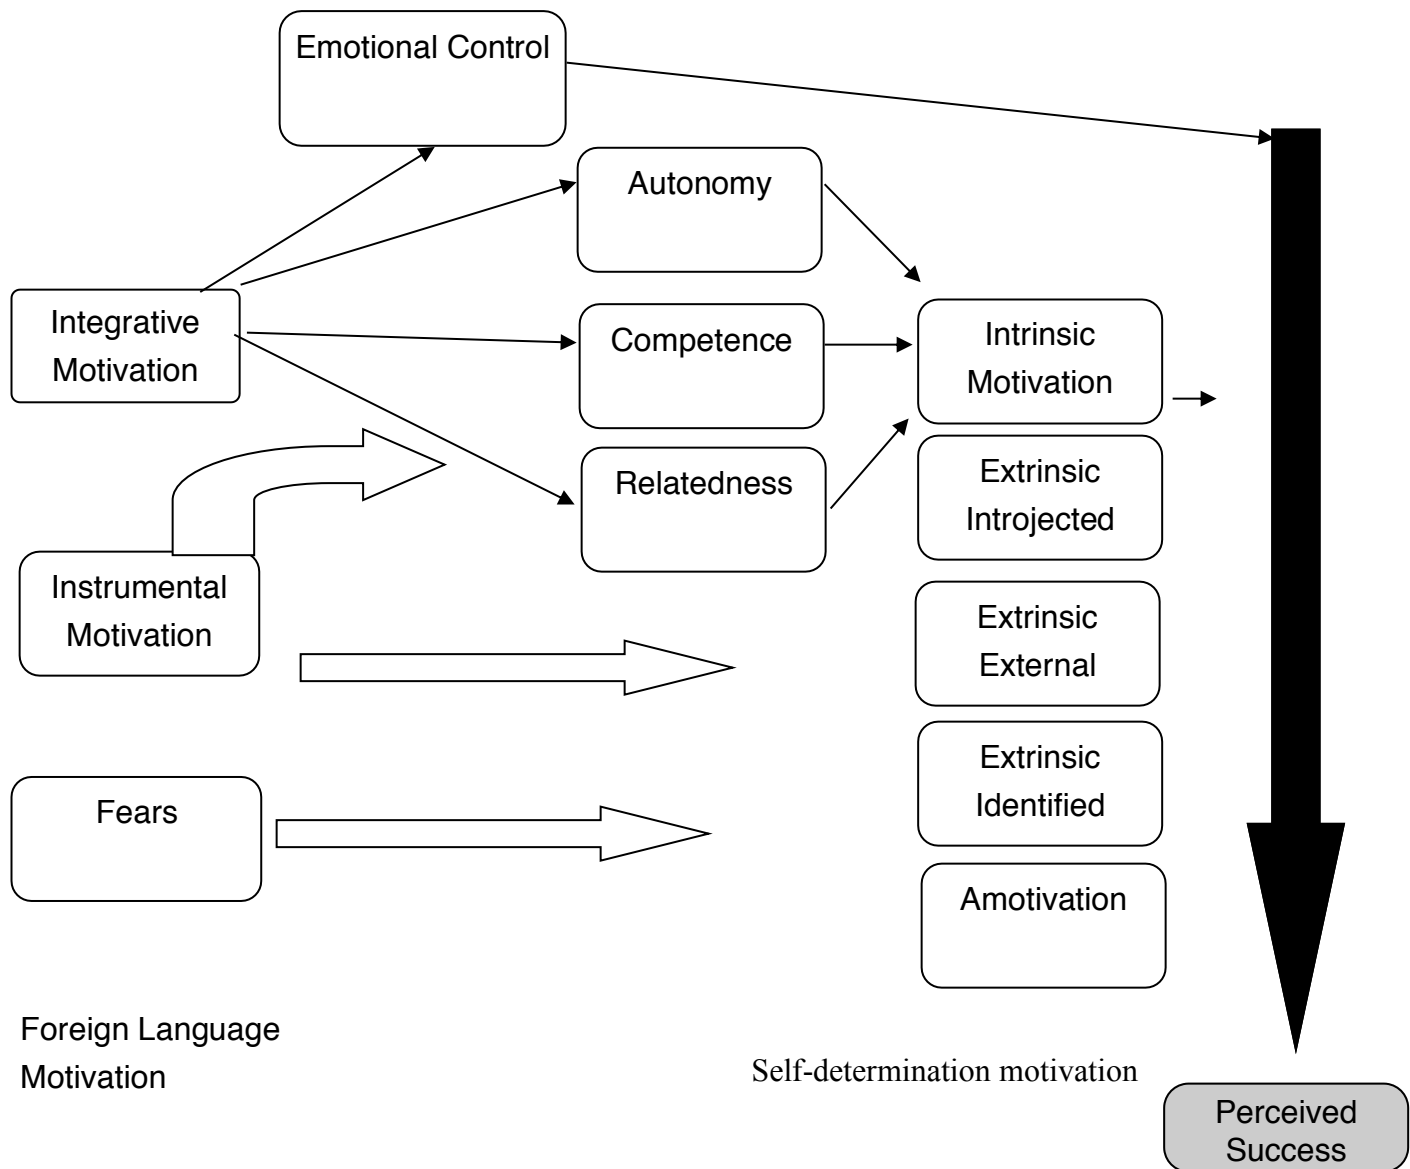 Emotional Control
Autonomy
Integrative
Motivation
Competence
Intrinsic
Motivation
Relatedness
Extrinsic
Introjected
Instrumental
Motivation
Extrinsic
External
Fears
Extrinsic
Identified
Amotivation
Foreign Language
Motivation
Self-determination motivation
Perceived
Success